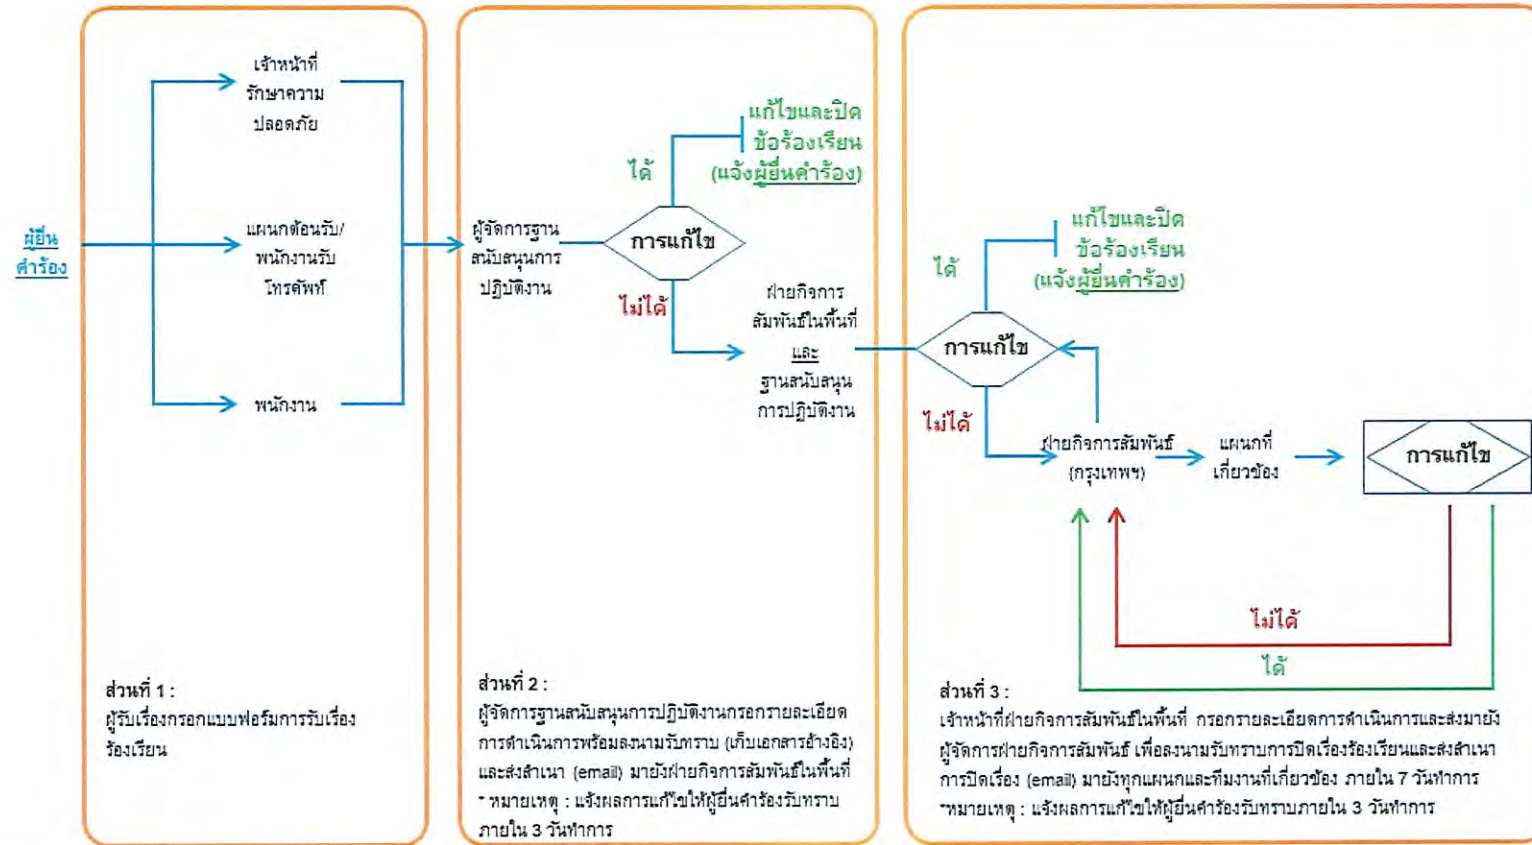 ผู้ยื่น
คำร้อง
เจ้าหน้าที่
รักษาความ
ปลอดภัย
แผนกต้อนรับ/
พนักงานรับ
โทรศัพท์
พนักงาน
ส่วนที่ 1 :
ผู้รับเรื่องกรอกแบบฟอร์มการรับเรื่อง
ร้องเรียน
ผู้จัดการฐาน
สนับสนุนการ
ปฏิบัติงาน
การแก้ไข
ได้
แก้ไขและปิด
ข้อร้องเรียน
(แจ้งผู้ยื่นคำร้อง)
ไม่ได้
ฝ่ายกิจการ
สัมพันธ์ในพื้นที่
และ
ฐานสนับสนุน
การปฏิบัติงาน
ส่วนที่ 2 :
ผู้จัดการฐานสนับสนุนการปฏิบัติงานกรอกรายละเอียด
การดำเนินการพร้อมลงนามรับทราบ (เก็บเอกสารอ้างอิง)
และส่งสำเนา (email) มายังฝ่ายกิจการสัมพันธ์ในพื้นที่
*หมายเหตุ : แจ้งผลการแก้ไขให้ผู้ยื่นคำร้องรับทราบ
ภายใน 3 วันทำการ
การแก้ไข
ได้
แก้ไขและปิด
ข้อร้องเรียน
(แจ้งผู้ยื่นคำร้อง)
ไม่ได้
ฝ่ายกิจการสัมพันธ์
(กรุงเทพฯ)
แผนกที่
เกี่ยวข้อง
การแก้ไข
ไม่ได้
ได้
ส่วนที่ 3 :
เจ้าหน้าที่ฝ่ายกิจการสัมพันธ์ในพื้นที่ กรอกรายละเอียดการดำเนินการและส่งมายัง
ผู้จัดการฝ่ายกิจการสัมพันธ์ เพื่อลงนามรับทราบการปิดเรื่องร้องเรียนและส่งสำเนา
การปิดเรื่อง (email) มายังทุกแผนกและทีมงานที่เกี่ยวข้อง ภายใน 7 วันทำการ
*หมายเหตุ : แจ้งผลการแก้ไขให้ผู้ยื่นคำร้องรับทราบภายใน 3 วันทำการ